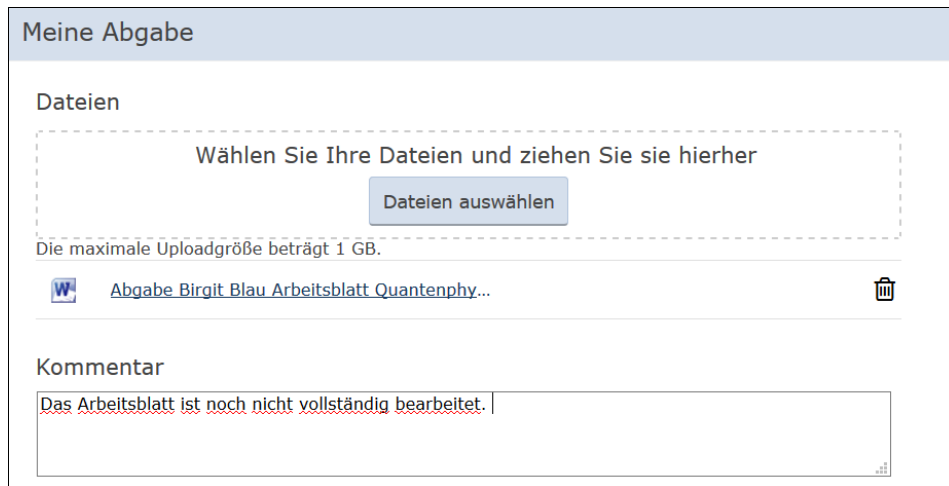 Meine Abgabe
Dateien
Wählen Sie Ihre Dateien und ziehen Sie sie hierher
Dateien auswählen
Die maximale Uploadgröße beträgt 1 GB.
Abgabe Birgit Blau Arbeitsblatt Quantenphy...
Kommentar
Das Arbeitsblatt ist noch nicht vollständig bearbeitet.